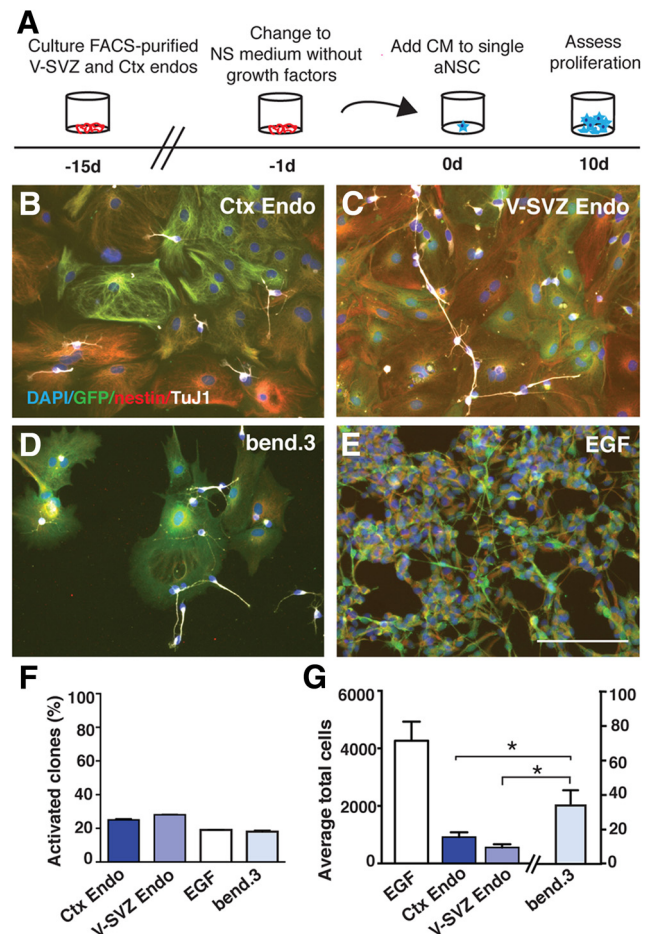 A
Culture FACS-purified
V-SVZ and Ctx endos
Change to
NS medium without
growth factors
Add CM to single
aNSC
Assess
proliferation
-15d
-1d
0d
10d
B
Ctx Endo
DAPI/GFP/nestin/TuJ1
C
V-SVZ Endo
D
bend.3
E
EGF
F
Activated clones (%)
100
80
60
40
20
0
Ctx Endo
V-SVZ Endo
EGF
bend.3
G
Average total cells
6000
4000
2000
0
*
*
100
80
60
40
20
0
EGF
Ctx Endo
V-SVZ Endo
bend.3